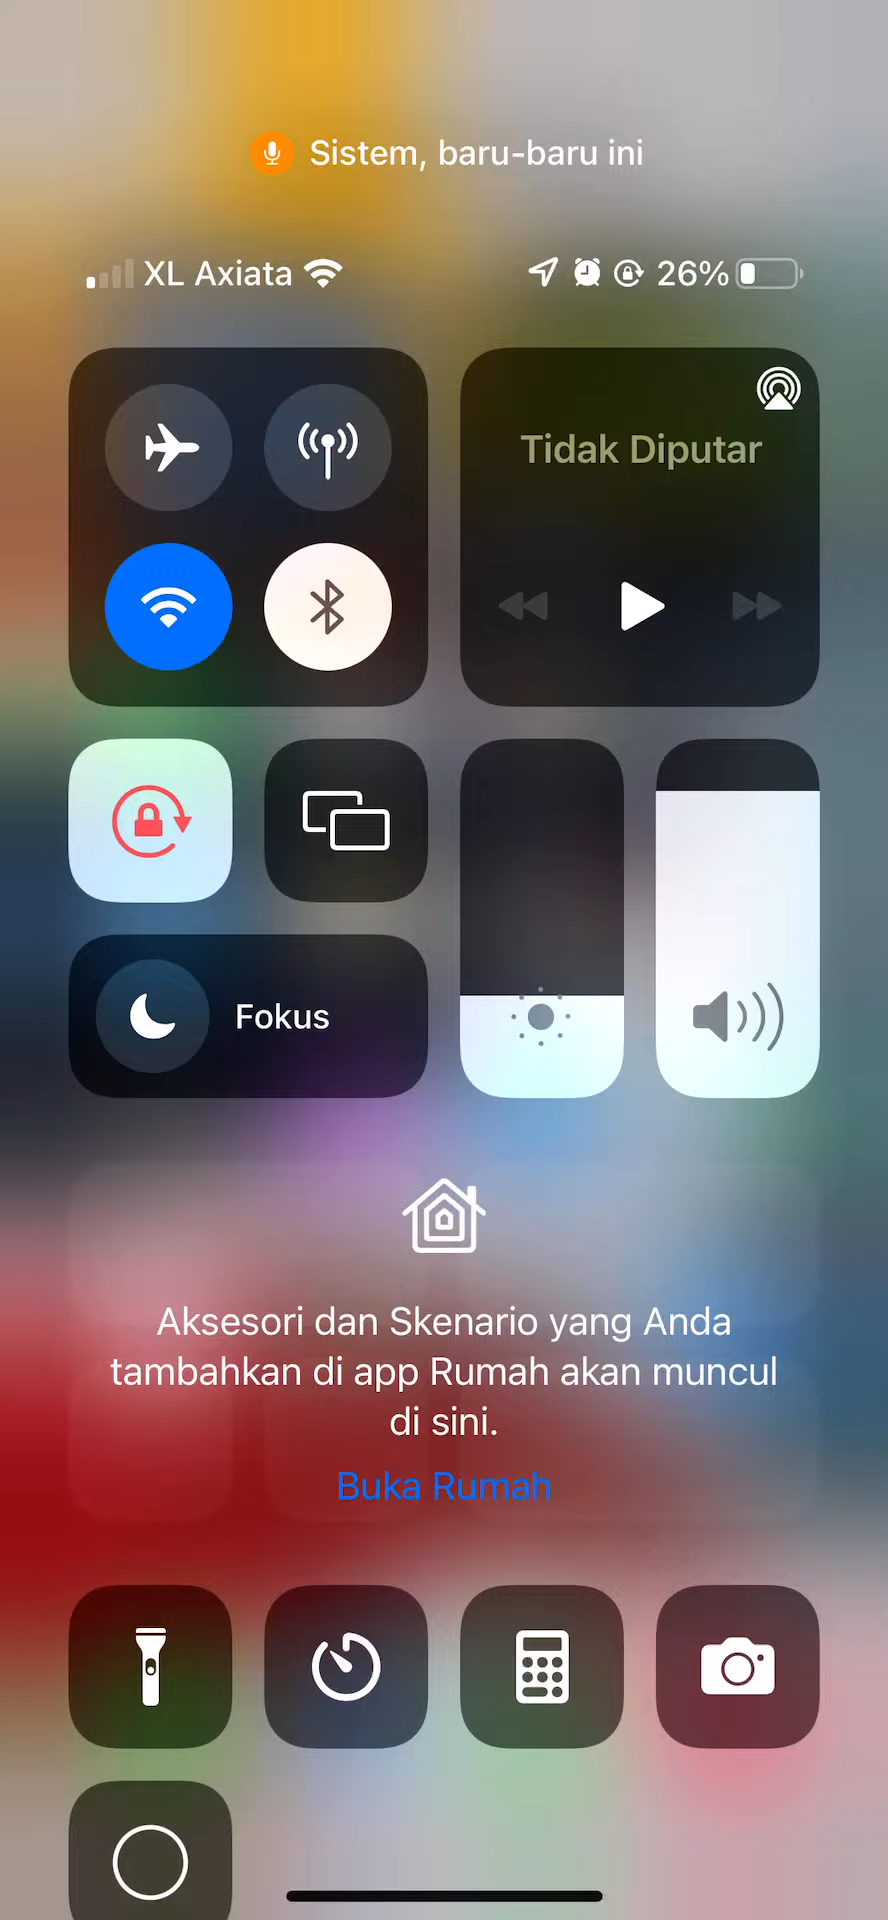 Sistem, baru-baru ini
XL Axiata 26%
Tidak Diputar
Fokus
Aksesori dan Skenario yang Anda
tambahkan di app Rumah akan muncul
di sini.
Buka Rumah